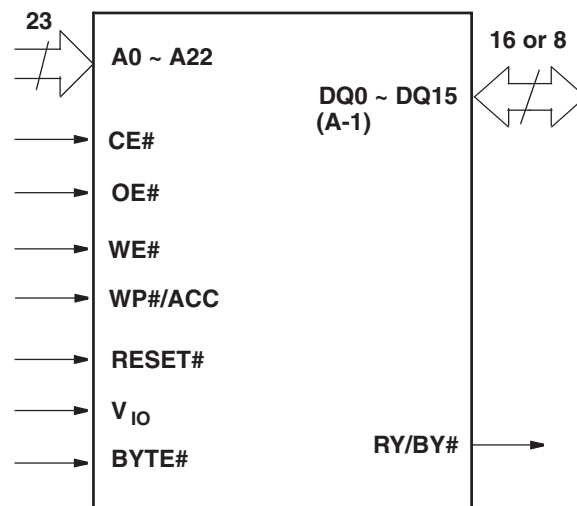 23
A0 ~ A22
16 or 8
DQ0 ~ DQ15
(A-1)
CE#
OE#
WE#
WP#/ACC
RESET#
VIO
BYTE#
RY/BY#